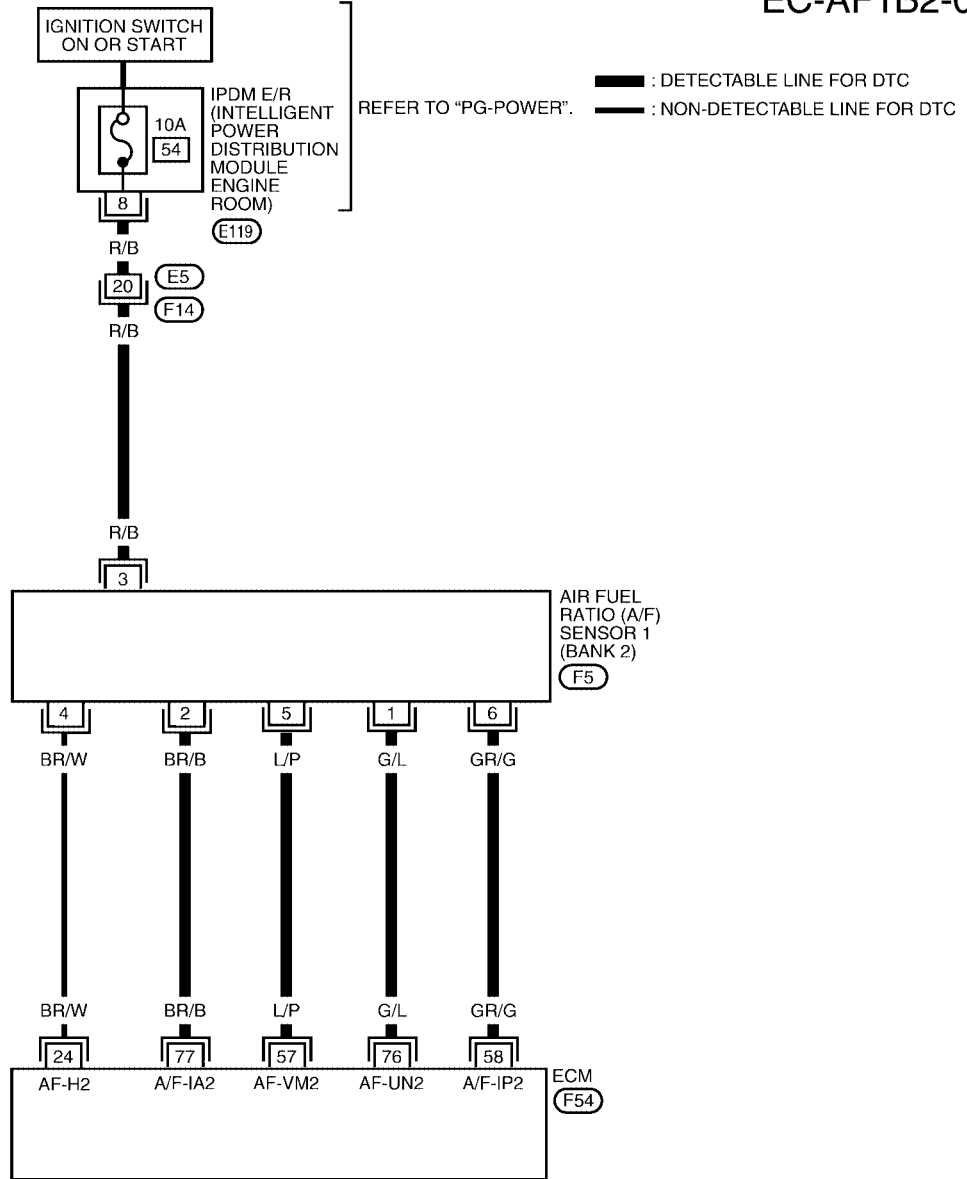 EC-AF1B2-0
IGNITION SWITCH
ON OR START
IPDM E/R
(INTELLIGENT
POWER
DISTRIBUTION
MODULE
ENGINE
ROOM)
10A
54
8
E119
REFER TO “PG-POWER”.
: DETECTABLE LINE FOR DTC
: NON-DETECTABLE LINE FOR DTC
R/B
20
E5
F14
R/B
R/B
3
AIR FUEL
RATIO (A/F)
SENSOR 1
(BANK 2)
F5
4 2 5 1 6
BR/W BR/B L/P G/L GR/G
BR/W BR/B L/P G/L GR/G
24 77 57 76 58
AF-H2 A/F-IA2 AF-VM2 AF-UN2 A/F-IP2
ECM
F54